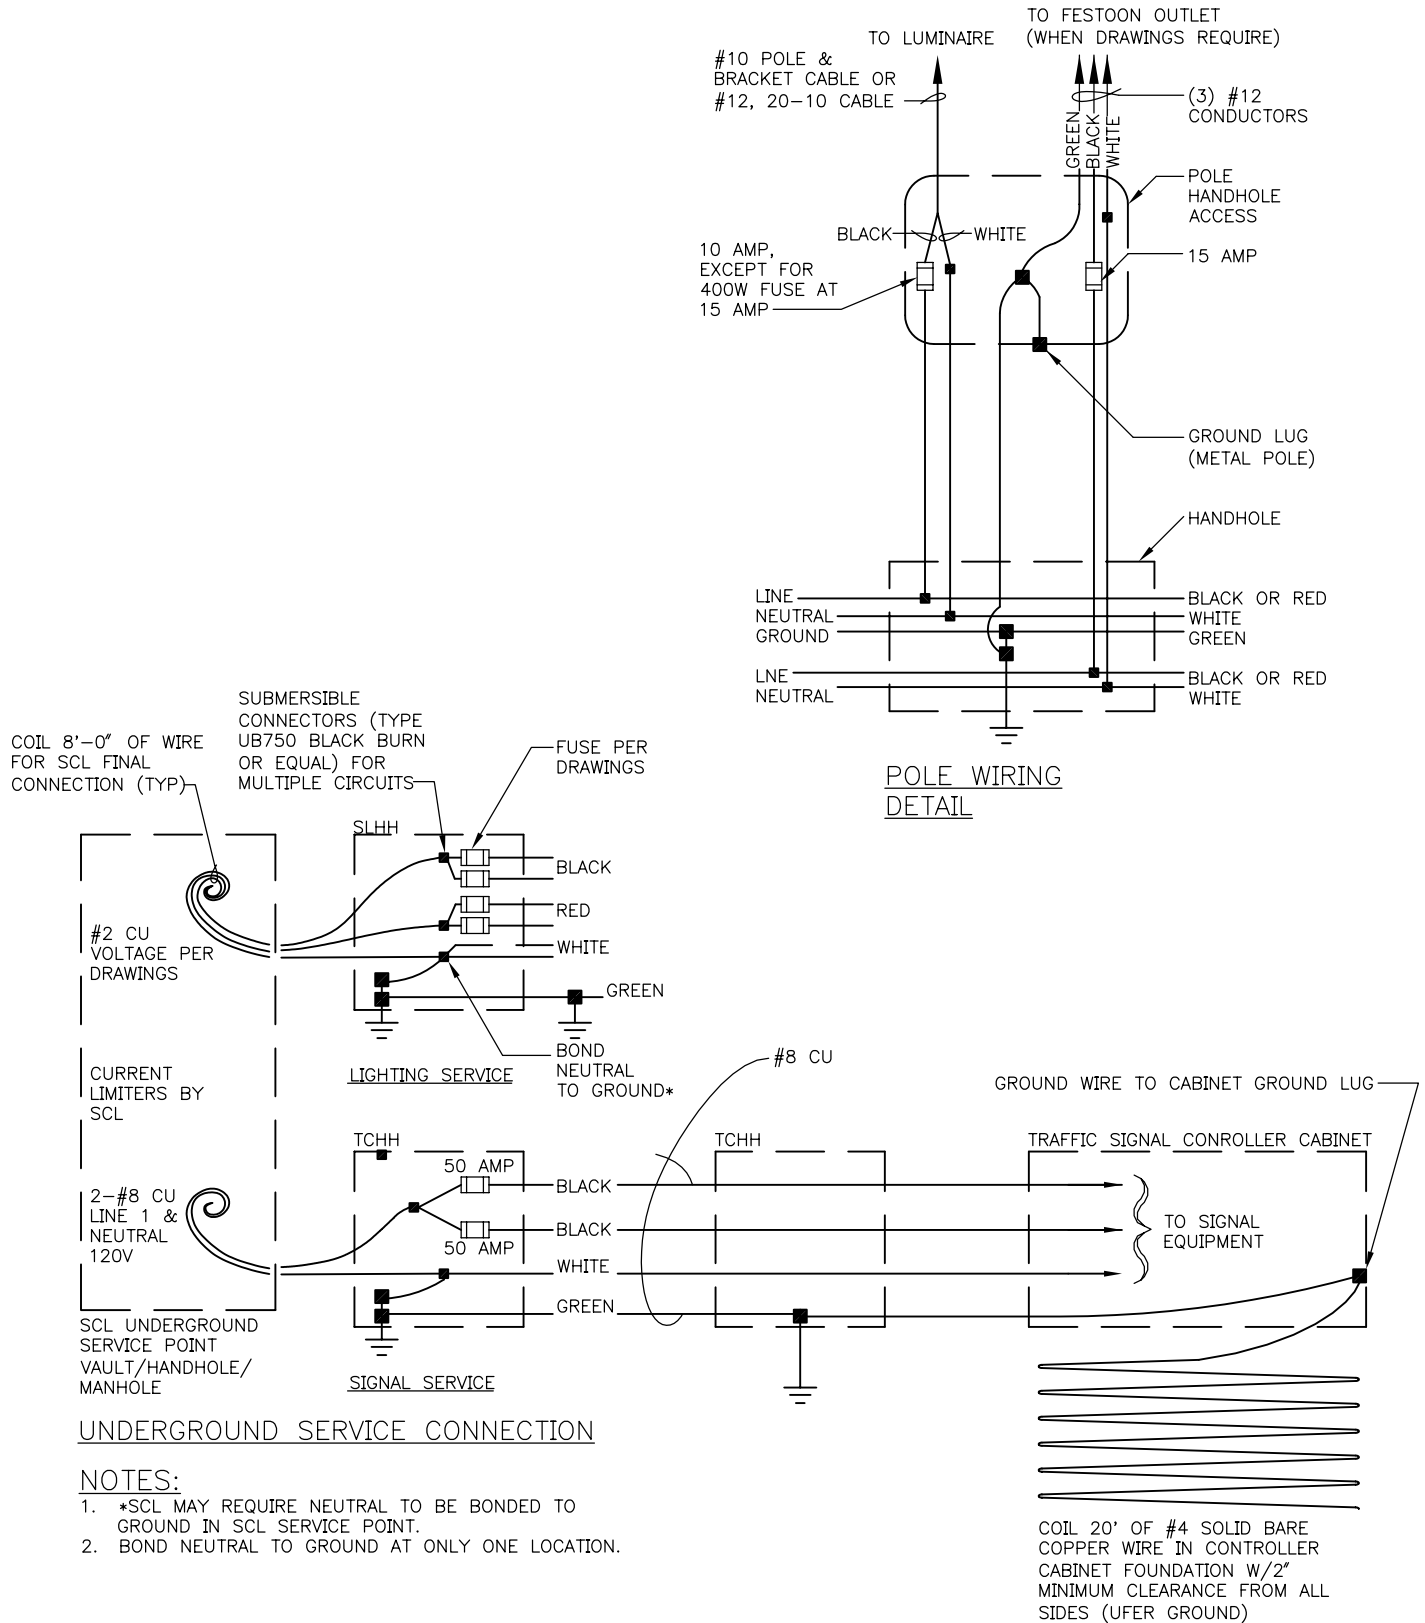 TO FESTOON OUTLET
(WHEN DRAWINGS REQUIRE)
TO LUMINAIRE
#10 POLE &
BRACKET CABLE OR
#12, 20-10 CABLE
(3) #12
CONDUCTORS
GREEN
BLACK
WHITE
POLE
HANDHOLE
ACCESS
BLACK
WHITE
10 AMP,
EXCEPT FOR
400W FUSE AT
15 AMP
15 AMP
GROUND LUG
(METAL POLE)
HANDHOLE
LINE
NEUTRAL
GROUND
BLACK OR RED
WHITE
GREEN
LNE
NEUTRAL
BLACK OR RED
WHITE
POLE WIRING
DETAIL
SUBMERSIBLE
CONNECTORS (TYPE
UB750 BLACK BURN
OR EQUAL) FOR
MULTIPLE CIRCUITS
COIL 8'-0" OF WIRE
FOR SCL FINAL
CONNECTION (TYP)
FUSE PER
DRAWINGS
SLHH
BLACK
RED
WHITE
GREEN
#2 CU
VOLTAGE PER
DRAWINGS
BOND
NEUTRAL
TO GROUND*
LIGHTING SERVICE
CURRENT
LIMITERS BY
SCL
#8 CU
GROUND WIRE TO CABINET GROUND LUG
TCHH
TCHH
TRAFFIC SIGNAL CONROLLER CABINET
50 AMP
BLACK
BLACK
50 AMP
WHITE
GREEN
2-#8 CU
LINE 1 &
NEUTRAL
120V
TO SIGNAL
EQUIPMENT
SCL UNDERGROUND
SERVICE POINT
VAULT/HANDHOLE/
MANHOLE
SIGNAL SERVICE
UNDERGROUND SERVICE CONNECTION
NOTES:
1. *SCL MAY REQUIRE NEUTRAL TO BE BONDED TO
GROUND IN SCL SERVICE POINT.
2. BOND NEUTRAL TO GROUND AT ONLY ONE LOCATION.
COIL 20' OF #4 SOLID BARE
COPPER WIRE IN CONTROLLER
CABINET FOUNDATION W/2"
MINIMUM CLEARANCE FROM ALL
SIDES (UFER GROUND)